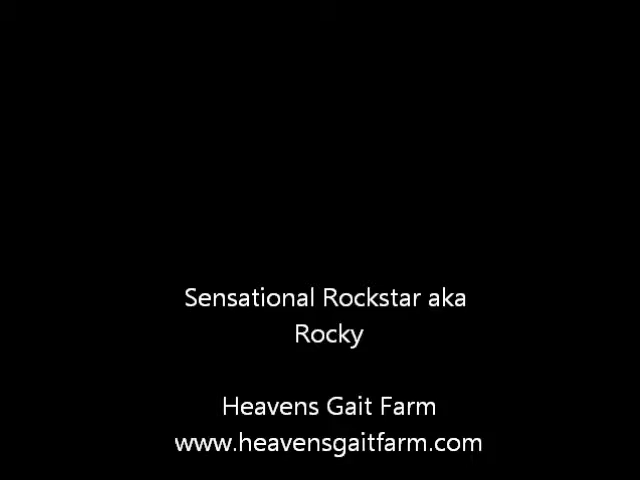 Sensational Rockstar aka
Rocky
Heavens Gait Farm
www.heavensgaitfarm.com